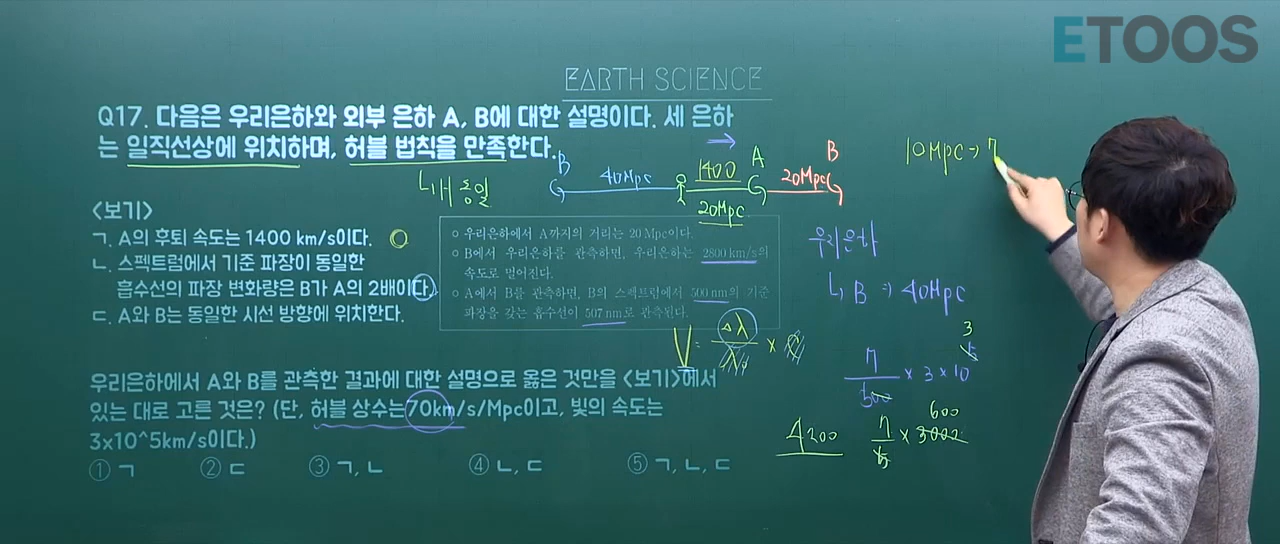 ETOOS
EARTH SCIENCE
Q17. 다음은 우리은하와 외부 은하 A, B에 대한 설명이다. 세 은하
는 일직선상에 위치하며, 허블 법칙을 만족한다.
B 40Mpc 1400 A 20Mpc B
20Mpc
10Mpc ⇒ 7
<보기>
ㄱ. A의 후퇴 속도는 1400 km/s이다.
ㄴ. 스펙트럼에서 기준 파장이 동일한
흡수선의 파장 변화량은 B가 A의 2배이다.
ㄷ. A와 B는 동일한 시선 방향에 위치한다.
우리은하에서 A까지의 거리는 20 Mpc이다.
B에서 우리은하를 관측하면, 우리은하는 2800 km/s의
속도로 멀어진다.
A에서 B를 관측하면, B의 스펙트럼에서 500 nm의 기준
파장을 갖는 흡수선이 507 nm로 관측된다.
우리은하
B ⇒ 40Mpc
7/500 × 3 × 10
3
600
4200 7/5 × 3000
우리은하에서 A와 B를 관측한 결과에 대한 설명으로 옳은 것만을 <보기>에서
있는 대로 고른 것은? (단, 허블 상수는 70km/s/Mpc이고, 빛의 속도는
3x10^5km/s이다.)
① ㄱ ② ㄷ ③ ㄱ, ㄴ ④ ㄴ, ㄷ ⑤ ㄱ, ㄴ, ㄷ